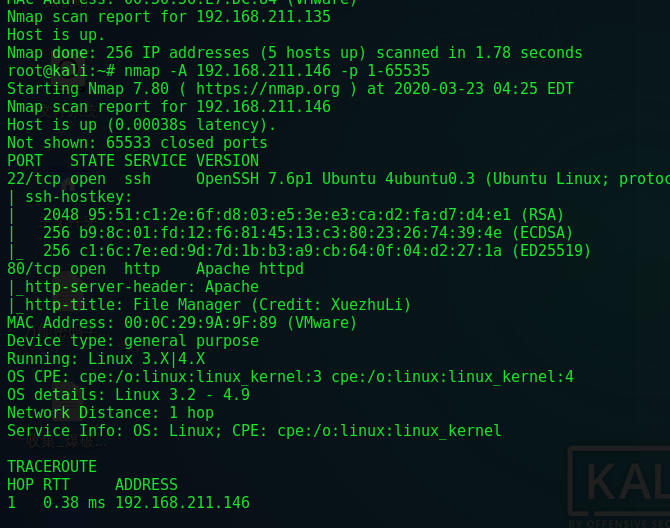 MAC Address: 00:50:56:E7:DC:84 (VMware)
Nmap scan report for 192.168.211.135
Host is up.
Nmap done: 256 IP addresses (5 hosts up) scanned in 1.78 seconds
root@kali:~# nmap -A 192.168.211.146 -p 1-65535
Starting Nmap 7.80 ( https://nmap.org ) at 2020-03-23 04:25 EDT
Nmap scan report for 192.168.211.146
Host is up (0.00038s latency).
Not shown: 65533 closed ports
PORT   STATE SERVICE VERSION
22/tcp open  ssh     OpenSSH 7.6p1 Ubuntu 4ubuntu0.3 (Ubuntu Linux; protoc
| ssh-hostkey:
|   2048 95:51:c1:2e:6f:d8:03:e5:3e:e3:ca:d2:fa:d7:d4:e1 (RSA)
|   256 b9:8c:01:fd:12:f6:81:45:13:c3:80:23:26:74:39:4e (ECDSA)
|_  256 c1:6c:7e:ed:9d:7d:1b:b3:a9:cb:64:0f:04:d2:27:1a (ED25519)
80/tcp open  http    Apache httpd
|_http-server-header: Apache
|_http-title: File Manager (Credit: XuezhuLi)
MAC Address: 00:0C:29:9A:9F:89 (VMware)
Device type: general purpose
Running: Linux 3.X|4.X
OS CPE: cpe:/o:linux:linux_kernel:3 cpe:/o:linux:linux_kernel:4
OS details: Linux 3.2 - 4.9
Network Distance: 1 hop
Service Info: OS: Linux; CPE: cpe:/o:linux:linux_kernel
TRACEROUTE
HOP RTT     ADDRESS
1   0.38 ms 192.168.211.146
KAL
BY OFFENSIVE SE